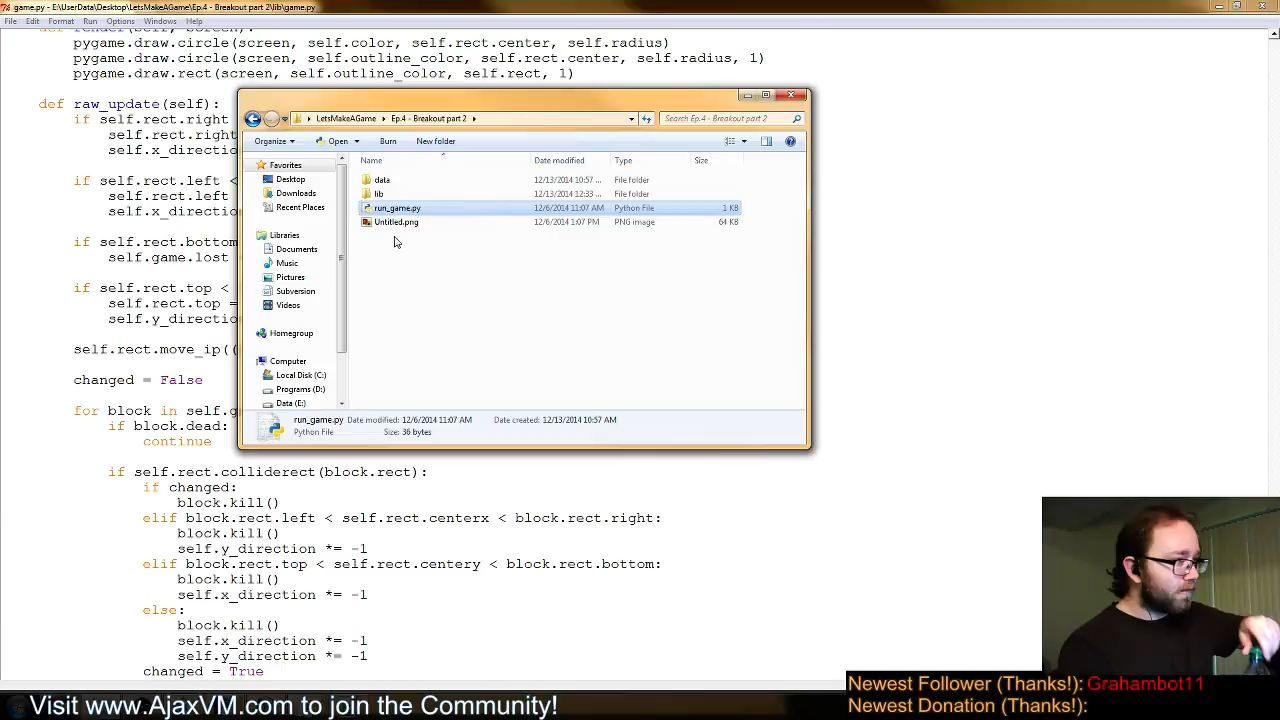 game.py - E:\UserData\Desktop\LetsMakeAGame\Ep.4 - Breakout part 2\lib\game.py
File Edit Format Run Options Windows Help
pygame.draw.circle(screen, self.color, self.rect.center, self.radius)
pygame.draw.circle(screen, self.outline_color, self.rect.center, self.radius, 1)
pygame.draw.rect(screen, self.outline_color, self.rect, 1)
def raw_update(self):
if self.rect.right
self.rect.right
self.x_direction
if self.rect.left <
self.rect.left
self.x_direction
if self.rect.bottom
self.game.lost
if self.rect.top <
self.rect.top =
self.y_direction
self.rect.move_ip((
changed = False
for block in self.g
if block.dead:
continue
if self.rect.colliderect(block.rect):
if changed:
block.kill()
elif block.rect.left < self.rect.centerx < block.rect.right:
block.kill()
self.y_direction *= -1
elif block.rect.top < self.rect.centery < block.rect.bottom:
block.kill()
self.x_direction *= -1
else:
block.kill()
self.x_direction *= -1
self.y_direction *= -1
changed = True
LetsMakeAGame Ep.4 - Breakout part 2
Search Ep.4 - Breakout part 2
Organize Open Burn New folder
Favorites
Desktop
Downloads
Recent Places
Libraries
Documents
Music
Pictures
Subversion
Videos
Homegroup
Computer
Local Disk (C:)
Programs (D:)
Data (E:)
Name Date modified Type Size
data 12/13/2014 10:57 ... File folder
lib 12/13/2014 12:33 ... File folder
run_game.py 12/6/2014 11:07 AM Python File 1 KB
Untitled.png 12/6/2014 1:07 PM PNG image 64 KB
run_game.py Date modified: 12/6/2014 11:07 AM Date created: 12/13/2014 10:57 AM
Python File Size: 36 bytes
Visit www.AjaxVM.com to join the Community!
Newest Follower (Thanks!): Grahambot11
Newest Donation (Thanks!):